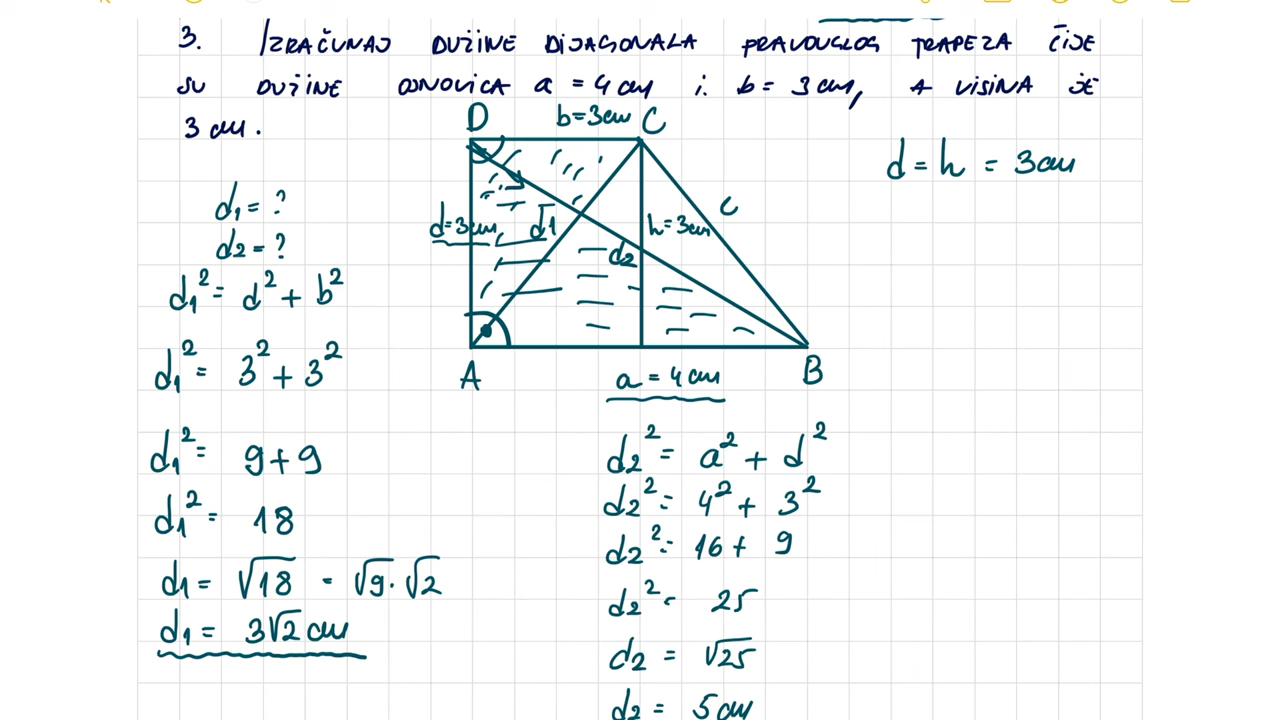 3. IZRAČUNAJ DUŽINE DIJAGONALA PRAVOUGLOG TRAPEZA ČIJE
SU DUŽINE OSNOVICA a = 4 cm i b = 3 cm, A VISINA JE
3 cm.
D b=3cm C
d = h = 3cm
d1 = ?
d2 = ?
d=3cm d1 h=3cm c
d2
d1² = d² + b²
A a = 4cm B
d1² = 3² + 3²
d1² = 9+9
d1² = 18
d1 = √18 = √9·√2
d1 = 3√2 cm
d2² = a² + d²
d2² = 4² + 3²
d2² = 16 + 9
d2² = 25
d2 = √25
d2 = 5cm